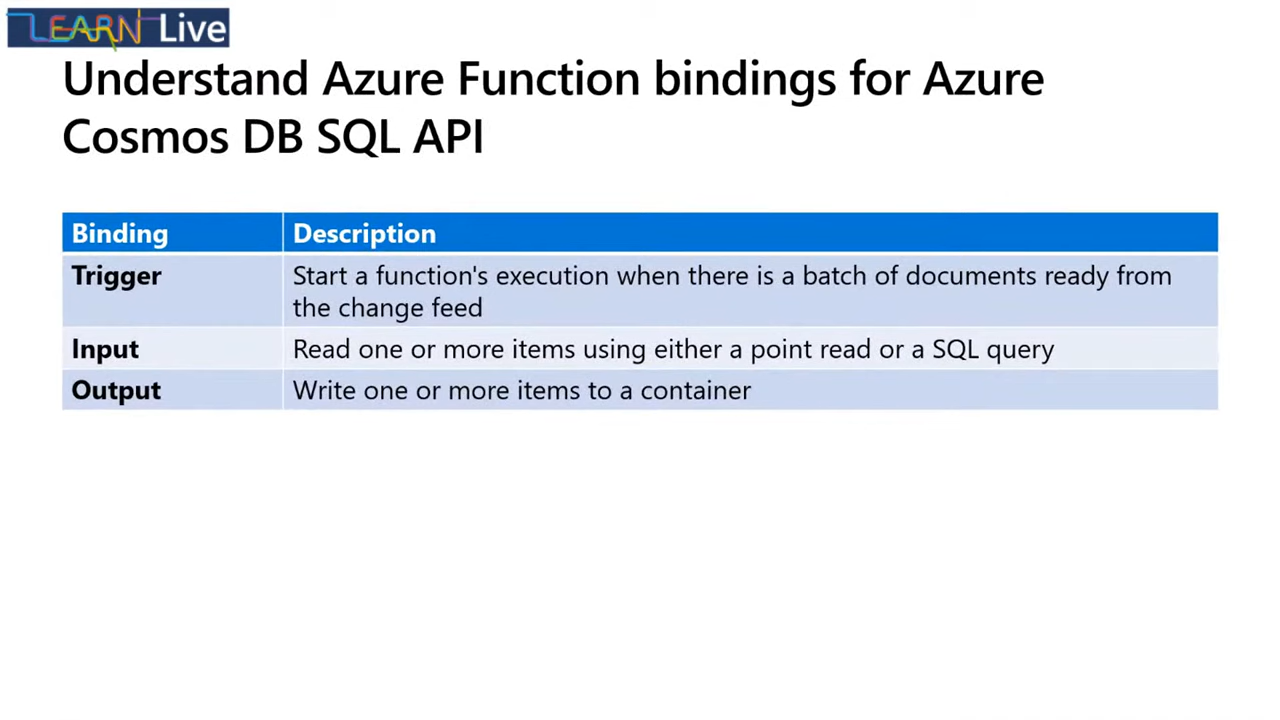 LEARN Live
Understand Azure Function bindings for Azure
Cosmos DB SQL API
Binding Description
Trigger Start a function's execution when there is a batch of documents ready from
the change feed
Input Read one or more items using either a point read or a SQL query
Output Write one or more items to a container